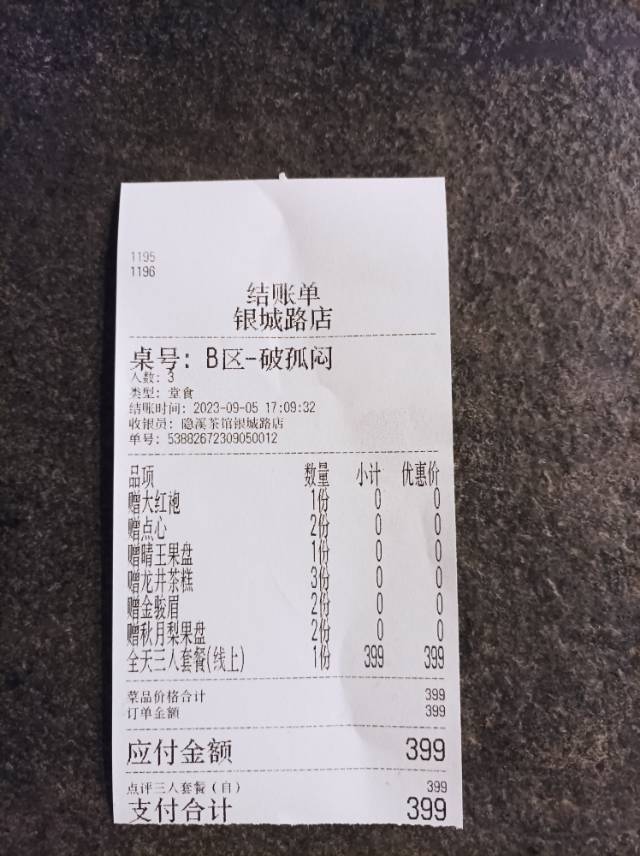 1195
1196
结账单
银城路店
桌号: B区-破孤闷
人数: 3
类型: 堂食
结账时间: 2023-09-05 17:09:32
收银员: 隐溪茶馆银城路店
单号: 53882672309050012
品项 数量 小计 优惠价
赠大红袍 1份 0 0
赠点心 2份 0 0
赠晴王果盘 1份 0 0
赠龙井茶糕 3份 0 0
赠金骏眉 2份 0 0
赠秋月梨果盘 2份 0 0
全天三人套餐(线上) 1份 399 399
菜品价格合计 399
订单金额 399
应付金额 399
点评三人套餐(自) 399
支付合计 399